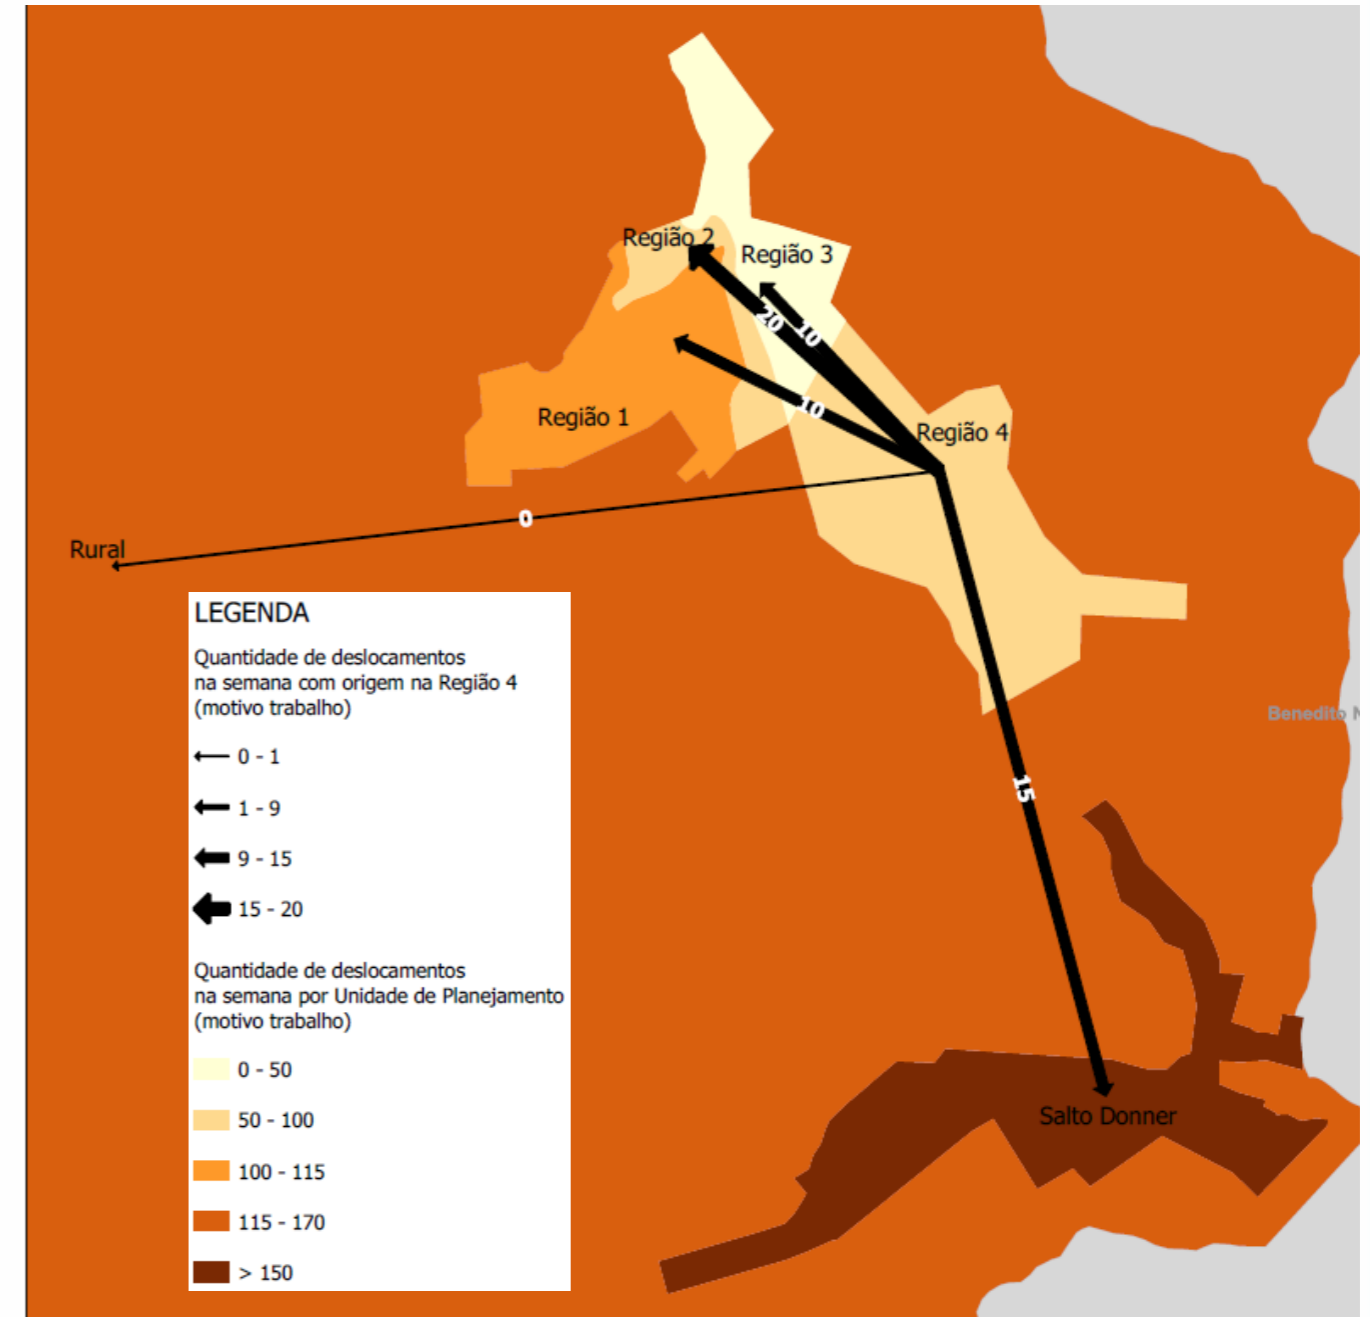 Região 2
Região 3
20
10
10
Região 1
Região 4
0
Rural
LEGENDA
Quantidade de deslocamentos
na semana com origem na Região 4
(motivo trabalho)
0 - 1
1 - 9
9 - 15
15 - 20
Quantidade de deslocamentos
na semana por Unidade de Planejamento
(motivo trabalho)
0 - 50
50 - 100
100 - 115
115 - 170
> 150
Benedito N
15
Salto Donner